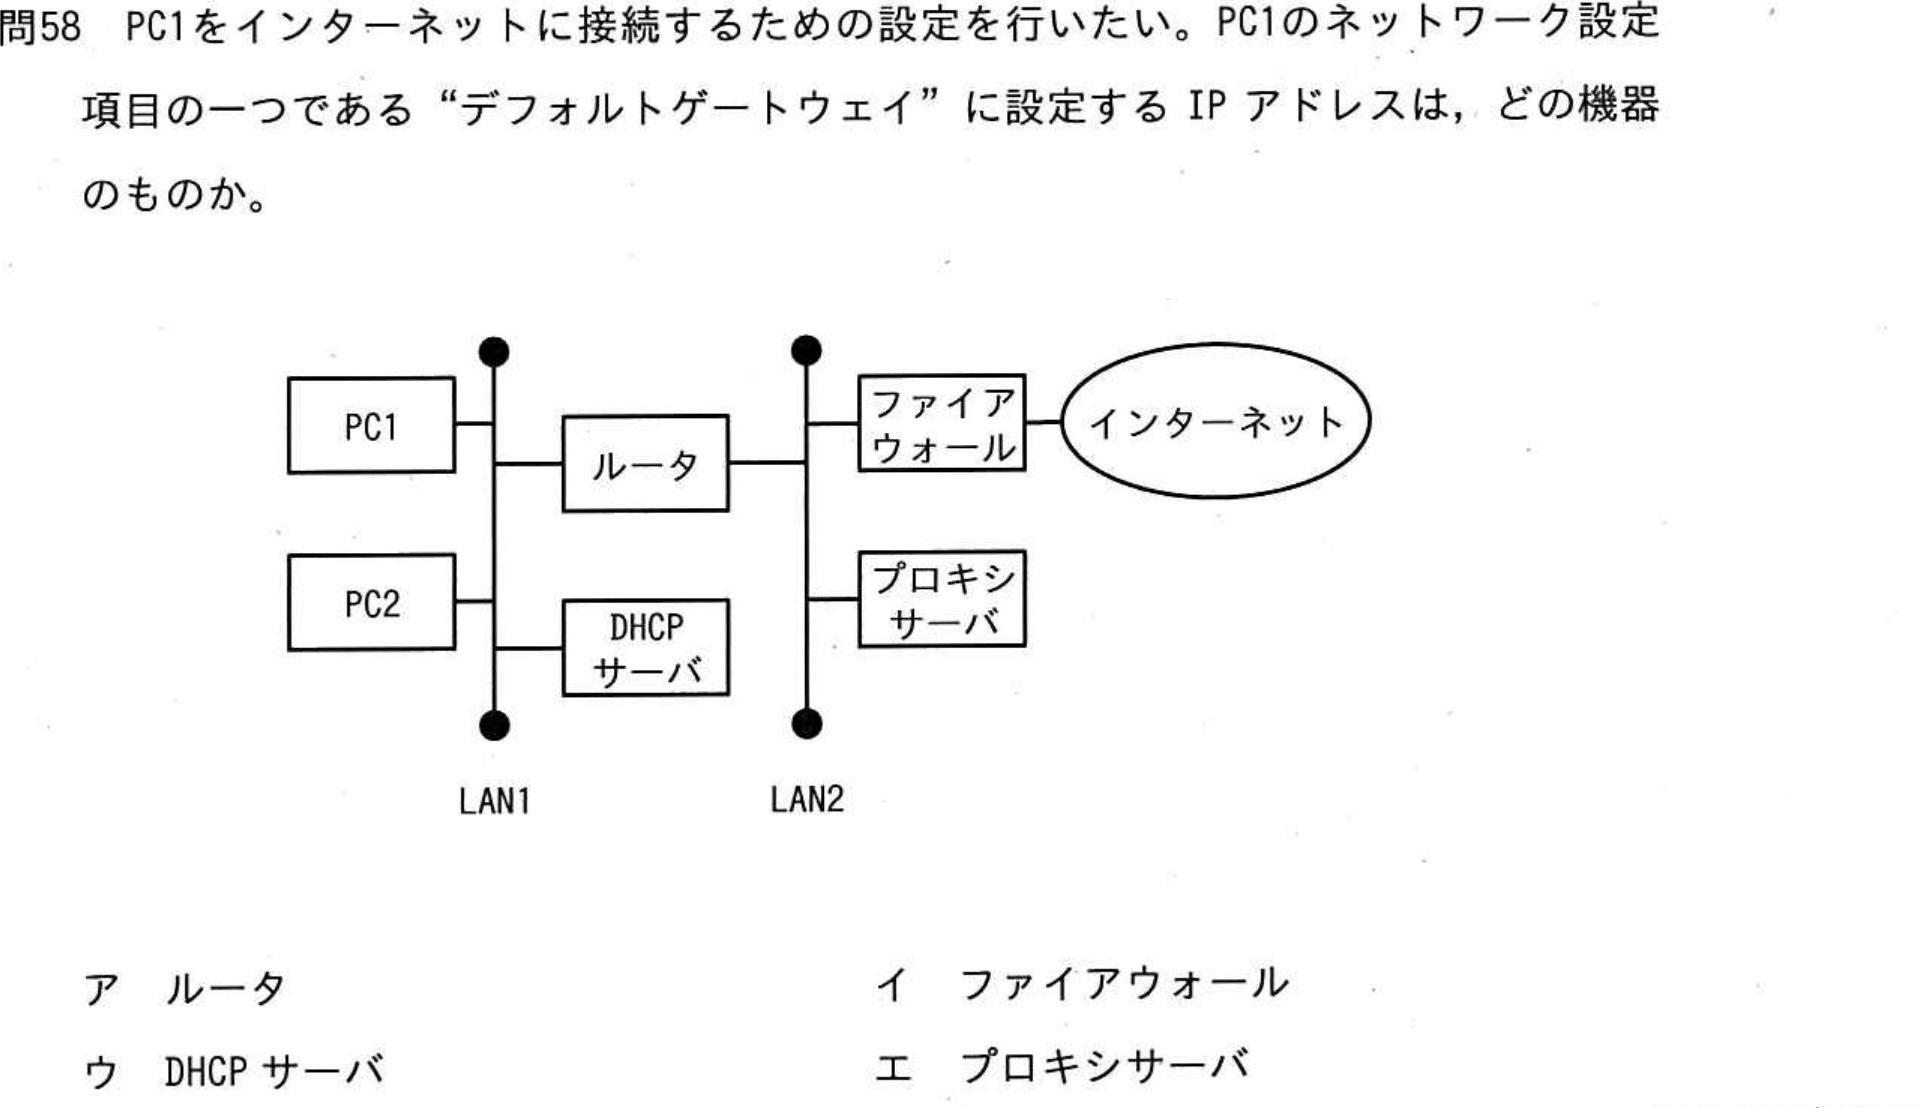 問58 PC1をインターネットに接続するための設定を行いたい。PC1のネットワーク設定
項目の一つである“デフォルトゲートウェイ”に設定する IP アドレスは，どの機器
のものか。
PC1
ルータ
ファイア
ウォール
インターネット
PC2
DHCP
サーバ
プロキシ
サーバ
LAN1
LAN2
ア ルータ
イ ファイアウォール
ウ DHCP サーバ
エ プロキシサーバ